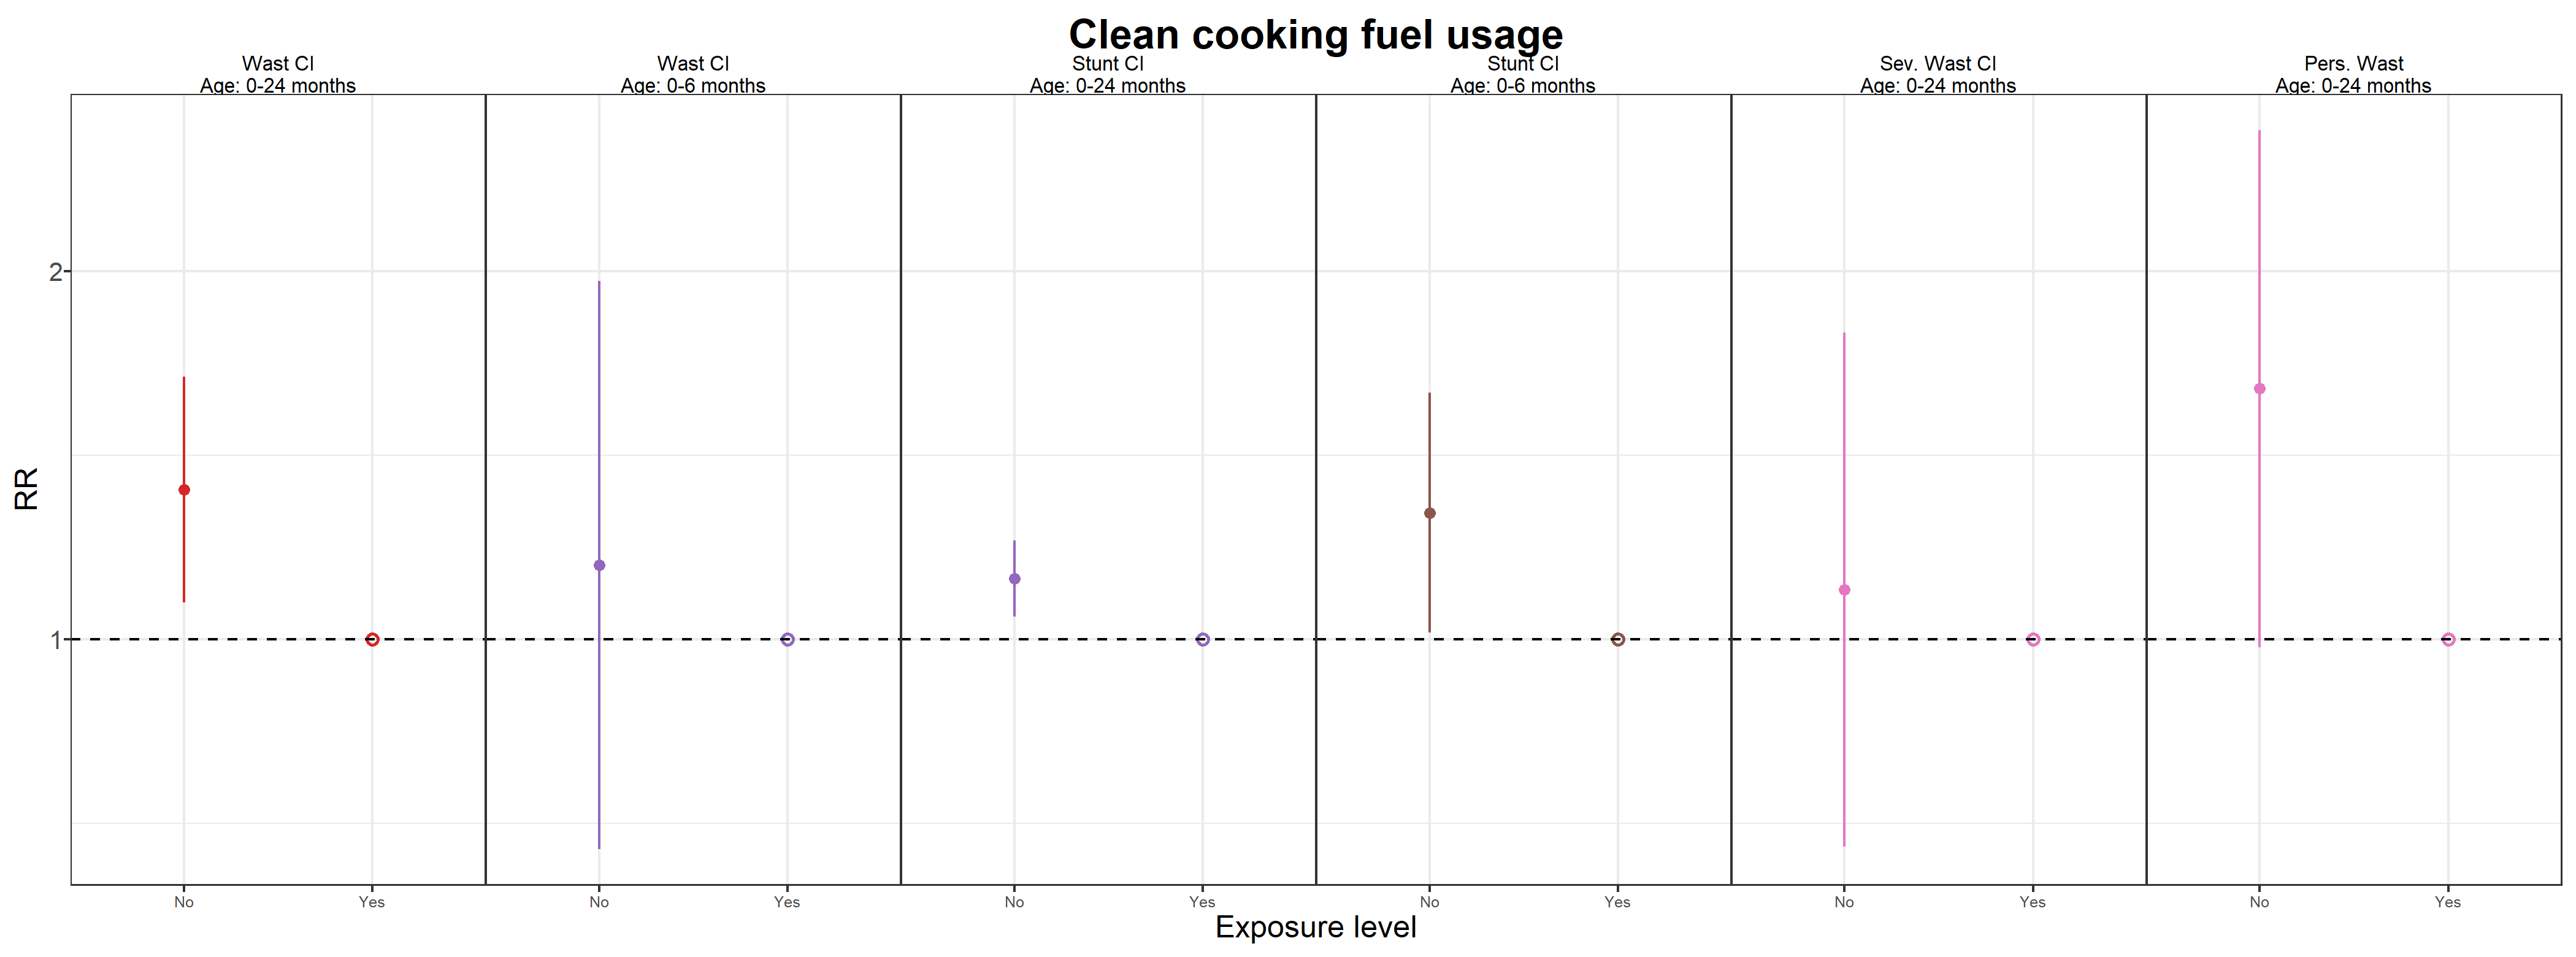 Clean cooking fuel usage
Wast CI
Age: 0-24 months
Wast CI
Age: 0-6 months
Stunt CI
Age: 0-24 months
Stunt CI
Age: 0-6 months
Sev. Wast CI
Age: 0-24 months
Pers. Wast
Age: 0-24 months
RR
2
1
No
Yes
No
Yes
No
Yes
No
Yes
No
Yes
No
Yes
Exposure level